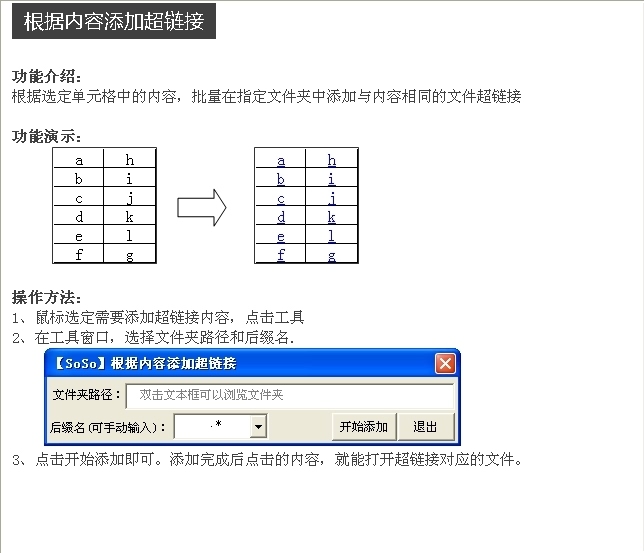 根据内容添加超链接
功能介绍：
根据选定单元格中的内容，批量在指定文件夹中添加与内容相同的文件超链接
功能演示：
a h a h
b i b i
c j c j
d k d k
e l e l
f g f g
操作方法：
1、鼠标选定需要添加超链接内容，点击工具
2、在工具窗口，选择文件夹路径和后缀名.
【SoSo】根据内容添加超链接
文件夹路径： 双击文本框可以浏览文件夹
后缀名(可手动输入)： .* 开始添加 退出
3、点击开始添加即可。添加完成后点击的内容，就能打开超链接对应的文件。